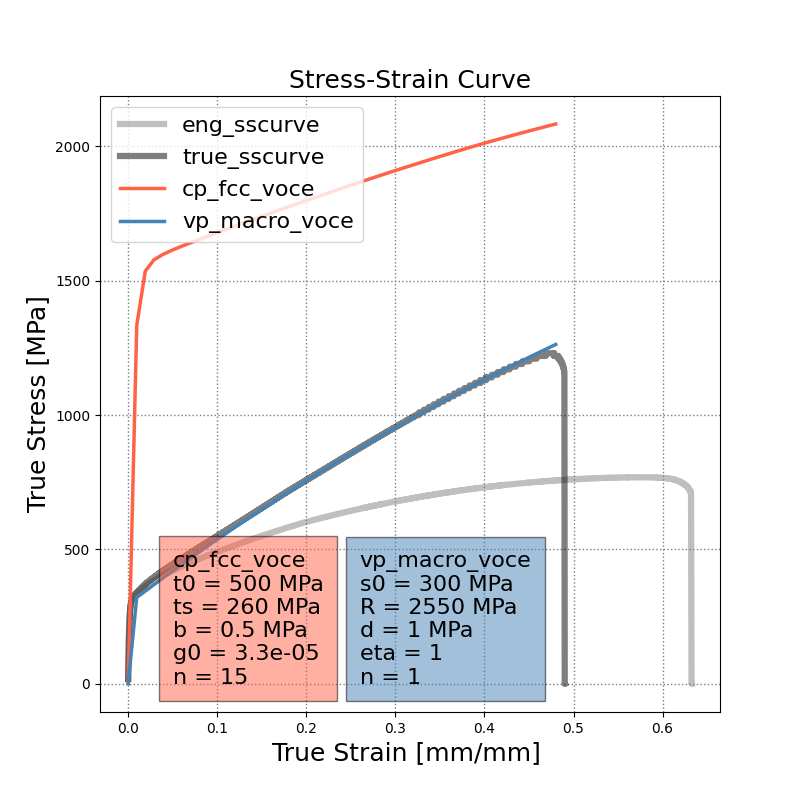 Stress-Strain Curve
eng_sscurve
true_sscurve
cp_fcc_voce
vp_macro_voce
True Stress [MPa]
2000
1500
1000
500
0
cp_fcc_voce
t0 = 500 MPa
ts = 260 MPa
b = 0.5 MPa
g0 = 3.3e-05
n = 15
vp_macro_voce
s0 = 300 MPa
R = 2550 MPa
d = 1 MPa
eta = 1
n = 1
0.0 0.1 0.2 0.3 0.4 0.5 0.6
True Strain [mm/mm]